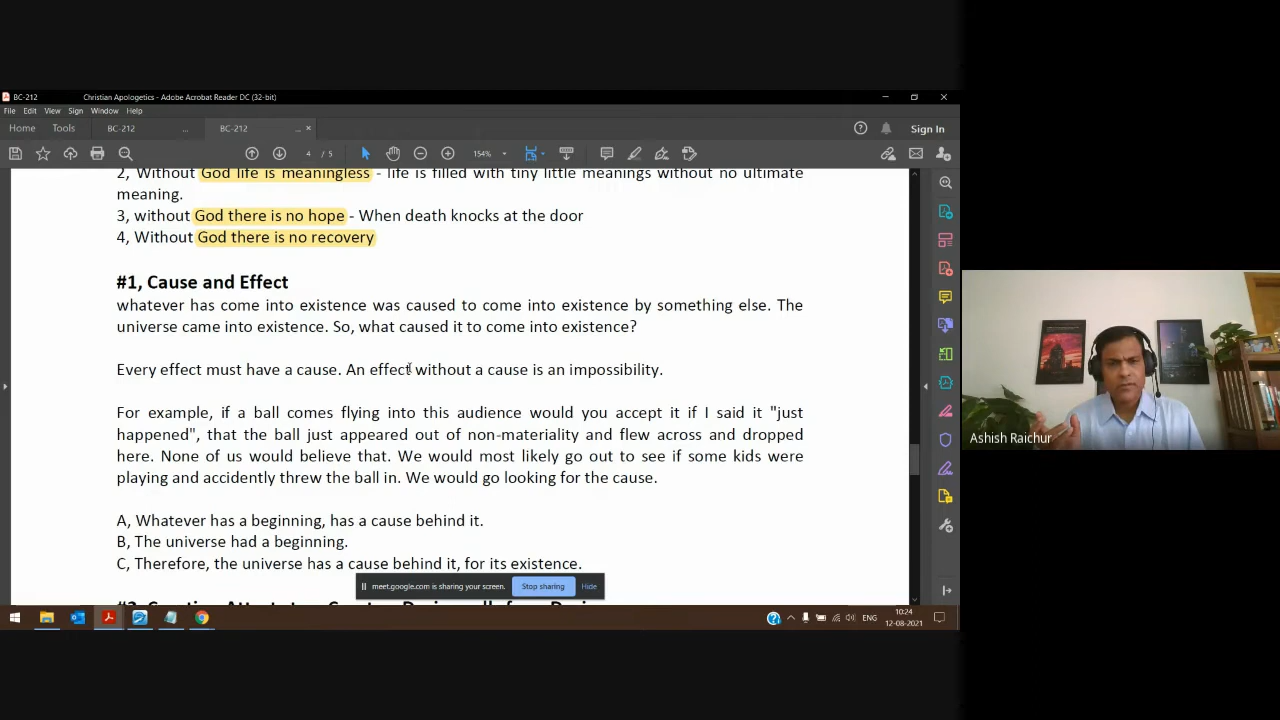 BC-212 Christian Apologetics - Adobe Acrobat Reader DC (32-bit)
File Edit View Sign Window Help
Home Tools BC-212 ... BC-212 ... × Sign In
4 / 5 154%
2, Without God life is meaningless - life is filled with tiny little meanings without no ultimate
meaning.
3, without God there is no hope - When death knocks at the door
4, Without God there is no recovery
#1, Cause and Effect
whatever has come into existence was caused to come into existence by something else. The
universe came into existence. So, what caused it to come into existence?
Every effect must have a cause. An effect without a cause is an impossibility.
For example, if a ball comes flying into this audience would you accept it if I said it "just
happened", that the ball just appeared out of non-materiality and flew across and dropped
here. None of us would believe that. We would most likely go out to see if some kids were
playing and accidently threw the ball in. We would go looking for the cause.
A, Whatever has a beginning, has a cause behind it.
B, The universe had a beginning.
C, Therefore, the universe has a cause behind it, for its existence.
meet.google.com is sharing your screen. Stop sharing Hide
ENG 10:24
12-08-2021
Ashish Raichur